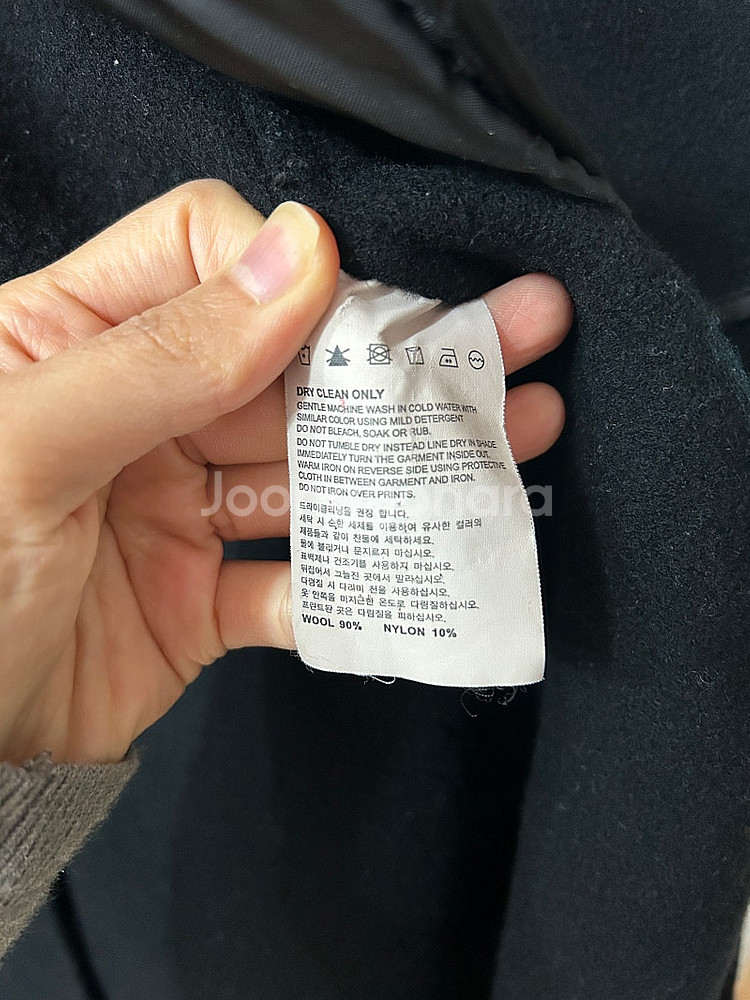 DRY CLEAN ONLY
GENTLE MACHINE WASH IN COLD WATER WITH
SIMILAR COLOR USING MILD DETERGENT
DO NOT BLEACH, SOAK OR RUB.
DO NOT TUMBLE DRY INSTEAD LINE DRY IN SHADE.
IMMEDIATELY TURN THE GARMENT INSIDE OUT.
WARM IRON ON REVERSE SIDE USING PROTECTIVE
CLOTH IN BETWEEN GARMENT AND IRON.
DO NOT IRON OVER PRINTS.
드라이클리닝을 권장 합니다.
세탁 시 순한 세제를 이용하여 유사한 컬러의
제품들과 같이 찬물에 세탁하세요.
물에 불리거나 문지르지 마십시오.
표백제나 건조기를 사용하지 마십시오.
뒤집어서 그늘진 곳에서 말라십시오.
다림질 시 다리미 천을 사용하십시오.
옷 안쪽을 미지근한 온도로 다림질하십시오.
프린트된 곳은 다림질을 피하십시오.
WOOL 90% NYLON 10%